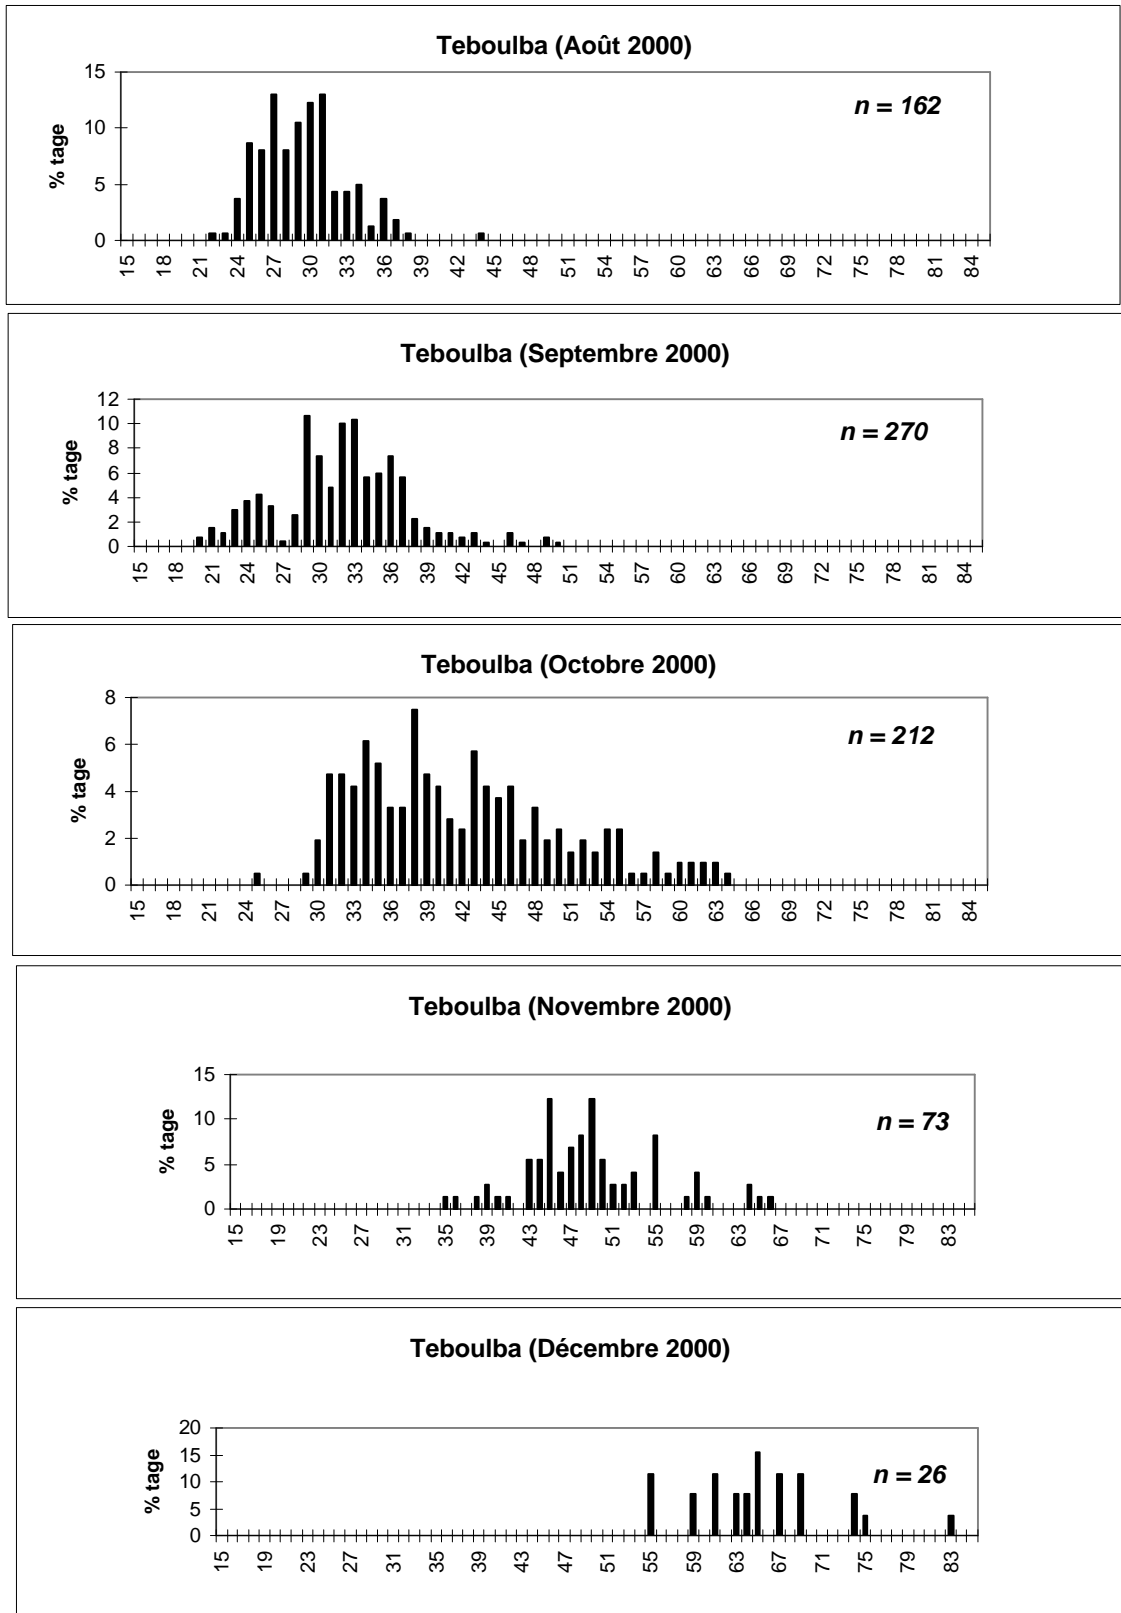 Teboulba (Août 2000)
n = 162
% tage
15
10
5
0
15 18 21 24 27 30 33 36 39 42 45 48 51 54 57 60 63 66 69 72 75 78 81 84
Teboulba (Septembre 2000)
n = 270
% tage
12
10
8
6
4
2
0
15 18 21 24 27 30 33 36 39 42 45 48 51 54 57 60 63 66 69 72 75 78 81 84
Teboulba (Octobre 2000)
n = 212
% tage
8
6
4
2
0
15 18 21 24 27 30 33 36 39 42 45 48 51 54 57 60 63 66 69 72 75 78 81 84
Teboulba (Novembre 2000)
n = 73
% tage
15
10
5
0
15 19 23 27 31 35 39 43 47 51 55 59 63 67 71 75 79 83
Teboulba (Décembre 2000)
n = 26
% tage
20
15
10
5
0
15 19 23 27 31 35 39 43 47 51 55 59 63 67 71 75 79 83